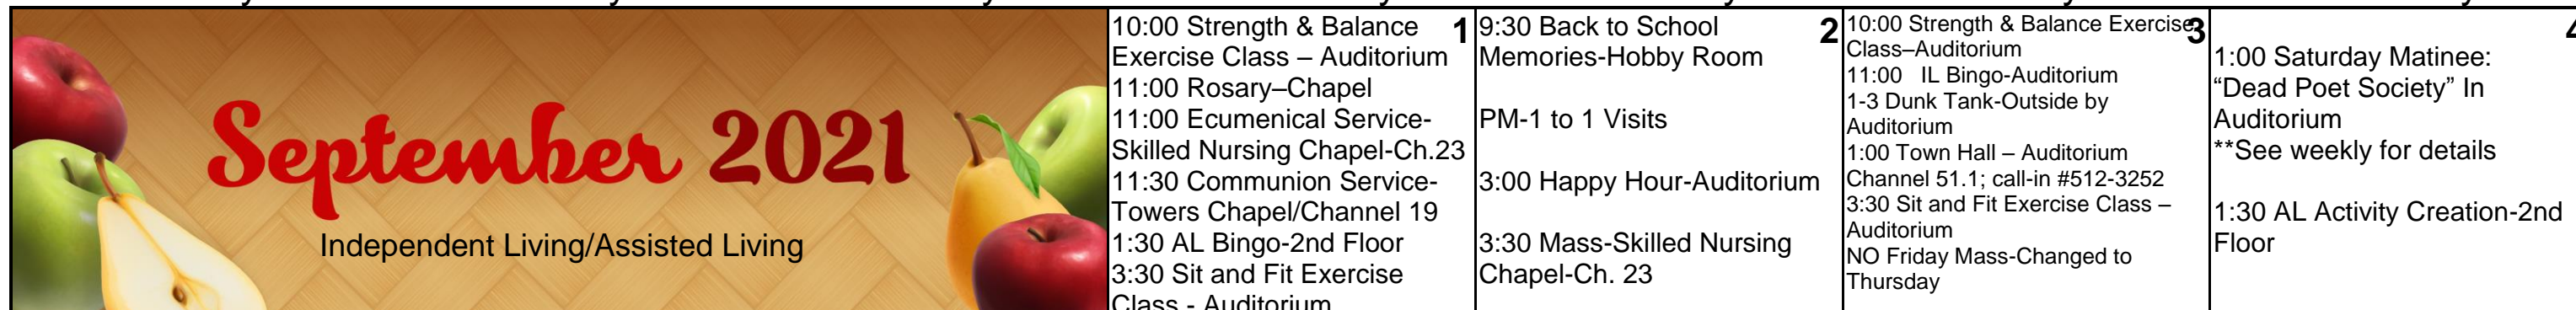 September 2021
Independent Living/Assisted Living
1
10:00 Strength & Balance
Exercise Class – Auditorium
11:00 Rosary–Chapel
11:00 Ecumenical Service-
Skilled Nursing Chapel-Ch.23
11:30 Communion Service-
Towers Chapel/Channel 19
1:30 AL Bingo-2nd Floor
3:30 Sit and Fit Exercise
Class - Auditorium
2
9:30 Back to School
Memories-Hobby Room
PM-1 to 1 Visits
3:00 Happy Hour-Auditorium
3:30 Mass-Skilled Nursing
Chapel-Ch. 23
3
10:00 Strength & Balance Exercise
Class–Auditorium
11:00 IL Bingo-Auditorium
1-3 Dunk Tank-Outside by
Auditorium
1:00 Town Hall – Auditorium
Channel 51.1; call-in #512-3252
3:30 Sit and Fit Exercise Class –
Auditorium
NO Friday Mass-Changed to
Thursday
4
1:00 Saturday Matinee:
“Dead Poet Society” In
Auditorium
**See weekly for details
1:30 AL Activity Creation-2nd
Floor